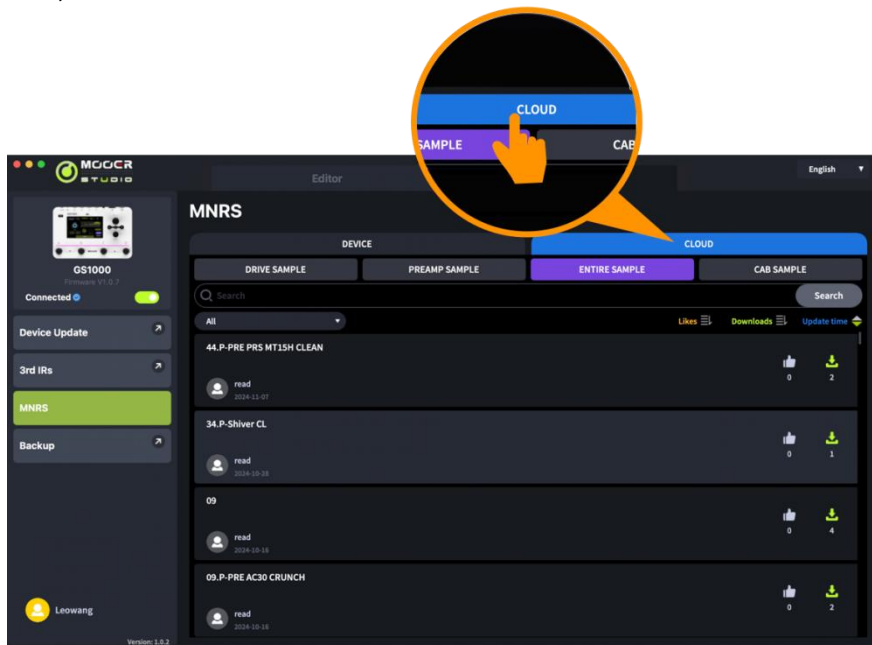 CLOUD
SAMPLE CAB
MOOER
STUDIO
Editor
English
GS1000
Firmware V1.0.7
Connected
Device Update
3rd IRs
MNRS
Backup
Leowang
Version: 1.0.2
MNRS
DEVICE CLOUD
DRIVE SAMPLE PREAMP SAMPLE ENTIRE SAMPLE CAB SAMPLE
Search Search
All Likes Downloads Update time
44.P-PRE PRS MT15H CLEAN
read
2024-11-07
0 2
34.P-Shiver CL
read
2024-10-28
0 1
09
read
2024-10-16
0 4
09.P-PRE AC30 CRUNCH
read
2024-10-16
0 2